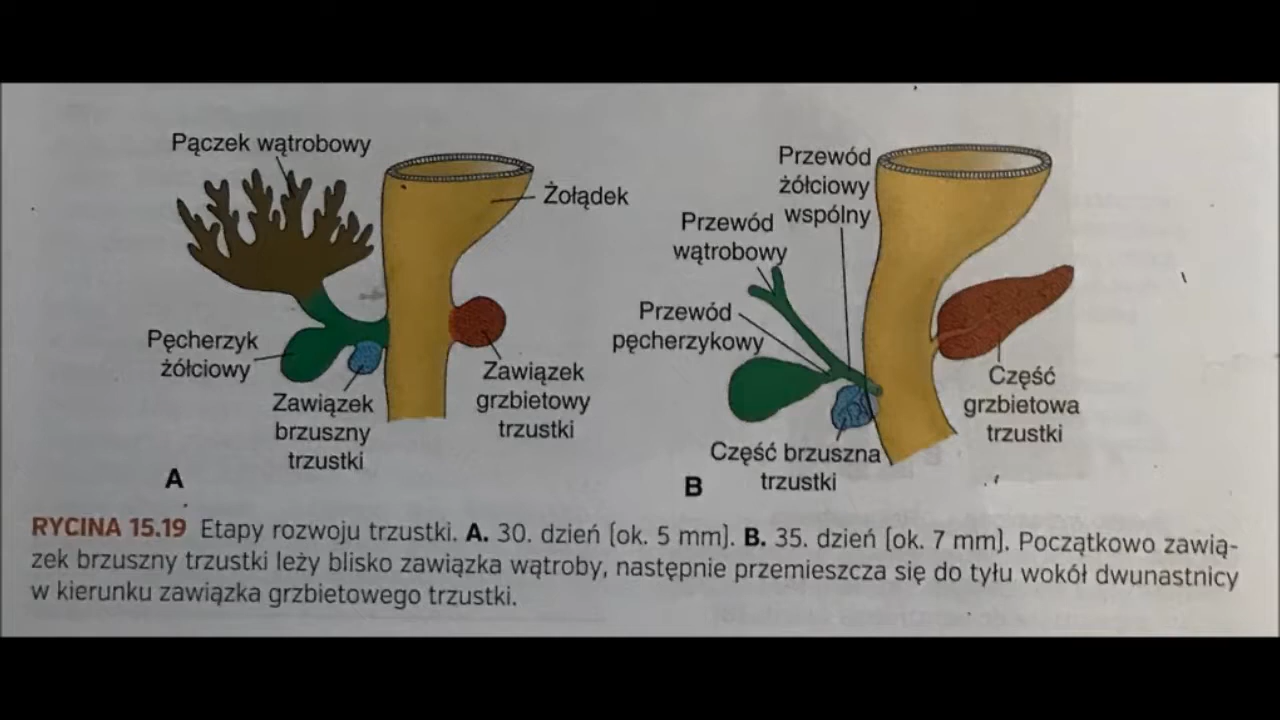 Pączek wątrobowy
Żołądek
Pęcherzyk
żółciowy
Zawiązek
brzuszny
trzustki
Zawiązek
grzbietowy
trzustki
A
Przewód
żółciowy
wspólny
Przewód
wątrobowy
Przewód
pęcherzykowy
Część
grzbietowa
trzustki
Część brzuszna
trzustki
B
RYCINA 15.19 Etapy rozwoju trzustki. A. 30. dzień (ok. 5 mm). B. 35. dzień (ok. 7 mm). Początkowo zawią-
zek brzuszny trzustki leży blisko zawiązka wątroby, następnie przemieszcza się do tyłu wokół dwunastnicy
w kierunku zawiązka grzbietowego trzustki.